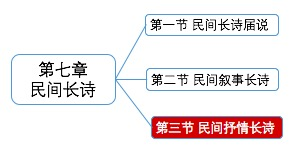 第七章
民间长诗
第一节 民间长诗届说
第二节 民间叙事长诗
第三节 民间抒情长诗